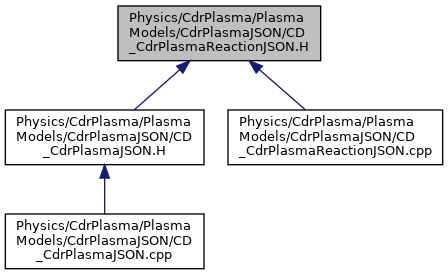 Physics/CdrPlasma/Plasma
Models/CdrPlasmaJSON/CD
_CdrPlasmaReactionJSON.H
Physics/CdrPlasma/Plasma
Models/CdrPlasmaJSON/CD
_CdrPlasmaJSON.H
Physics/CdrPlasma/Plasma
Models/CdrPlasmaJSON/CD
_CdrPlasmaReactionJSON.cpp
Physics/CdrPlasma/Plasma
Models/CdrPlasmaJSON/CD
_CdrPlasmaJSON.cpp